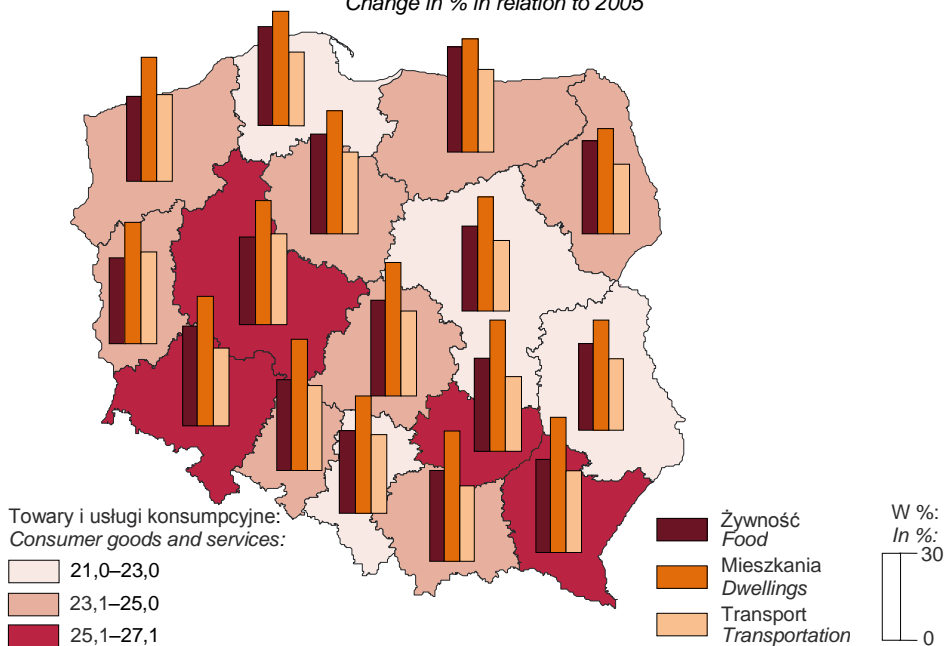 Change in % in relation to 2005
Towary i usługi konsumpcyjne:
Consumer goods and services:
21,0–23,0
23,1–25,0
25,1–27,1
Żywność
Food
Mieszkania
Dwellings
Transport
Transportation
W %:
In %:
30
0